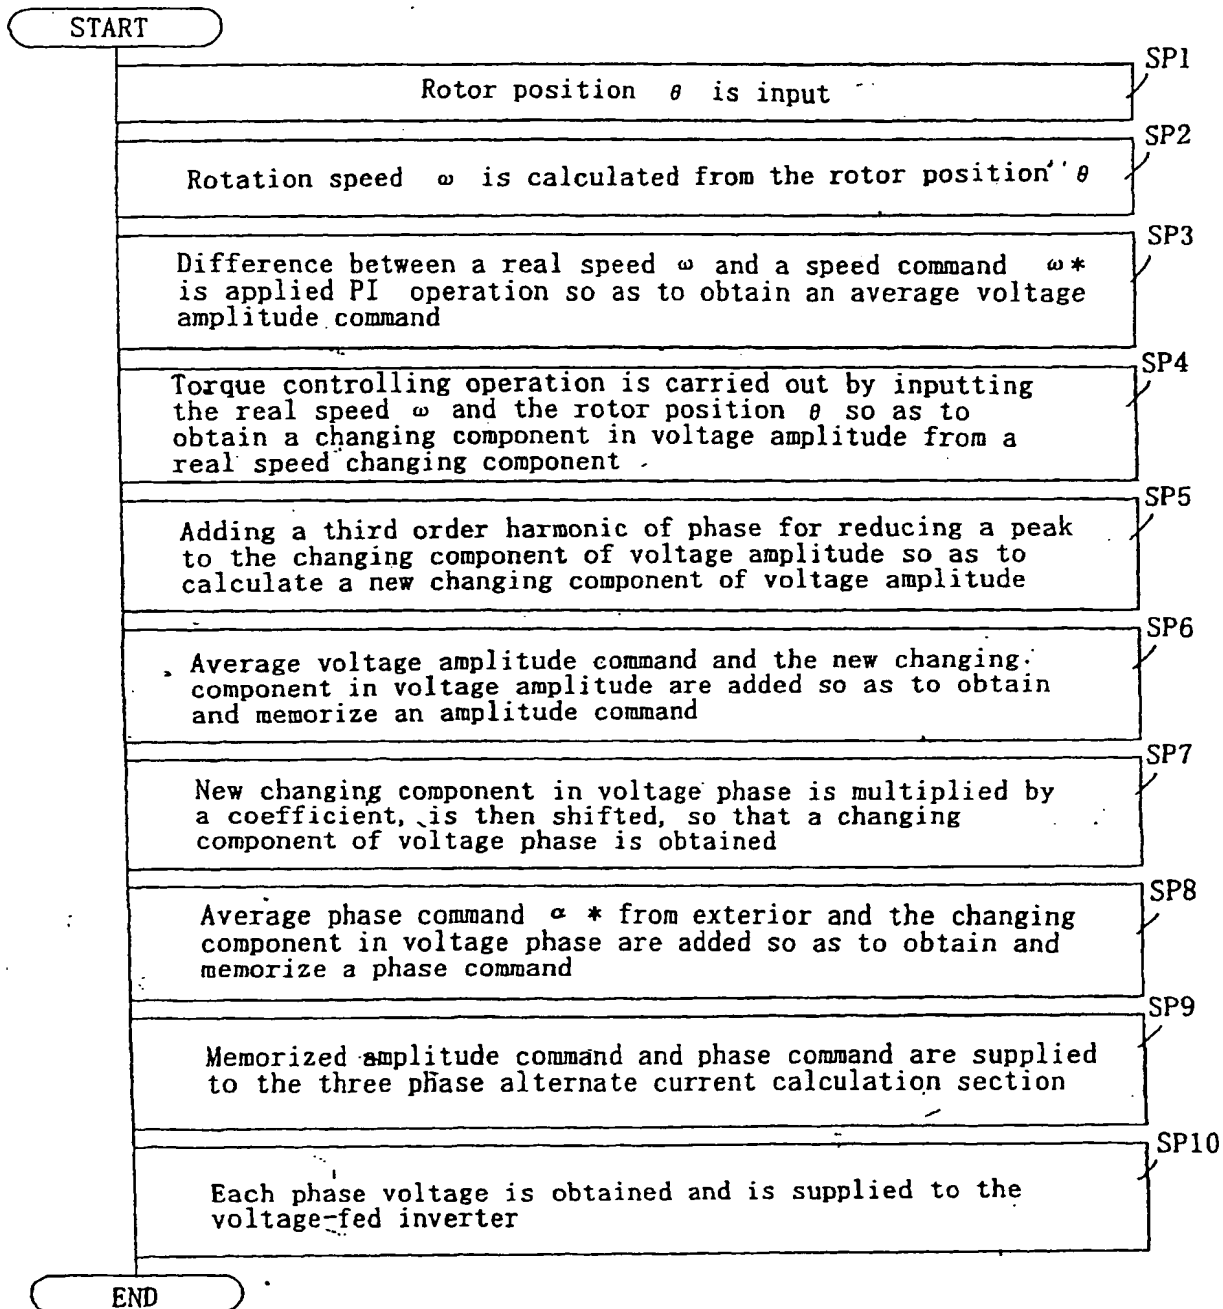 START
SP1
Rotor position θ is input
SP2
Rotation speed ω is calculated from the rotor position θ
SP3
Difference between a real speed ω and a speed command ω*
is applied PI operation so as to obtain an average voltage
amplitude command
SP4
Torque controlling operation is carried out by inputting
the real speed ω and the rotor position θ so as to
obtain a changing component in voltage amplitude from a
real speed changing component
SP5
Adding a third order harmonic of phase for reducing a peak
to the changing component of voltage amplitude so as to
calculate a new changing component of voltage amplitude
SP6
Average voltage amplitude command and the new changing
component in voltage amplitude are added so as to obtain
and memorize an amplitude command
SP7
New changing component in voltage phase is multiplied by
a coefficient, is then shifted, so that a changing
component of voltage phase is obtained
SP8
Average phase command α * from exterior and the changing
component in voltage phase are added so as to obtain and
memorize a phase command
SP9
Memorized amplitude command and phase command are supplied
to the three phase alternate current calculation section
SP10
Each phase voltage is obtained and is supplied to the
voltage-fed inverter
END